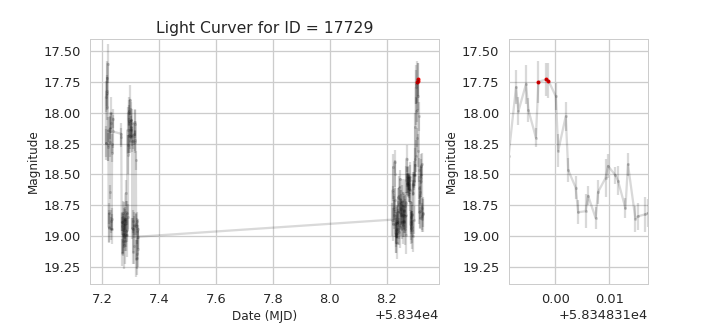 Light Curver for ID = 17729
17.50
17.75
18.00
18.25
18.50
18.75
19.00
19.25
Magnitude
7.2 7.4 7.6 7.8 8.0 8.2
Date (MJD)
+5.834e4
17.50
17.75
18.00
18.25
18.50
18.75
19.00
19.25
Magnitude
0.00 0.01
+5.834831e4